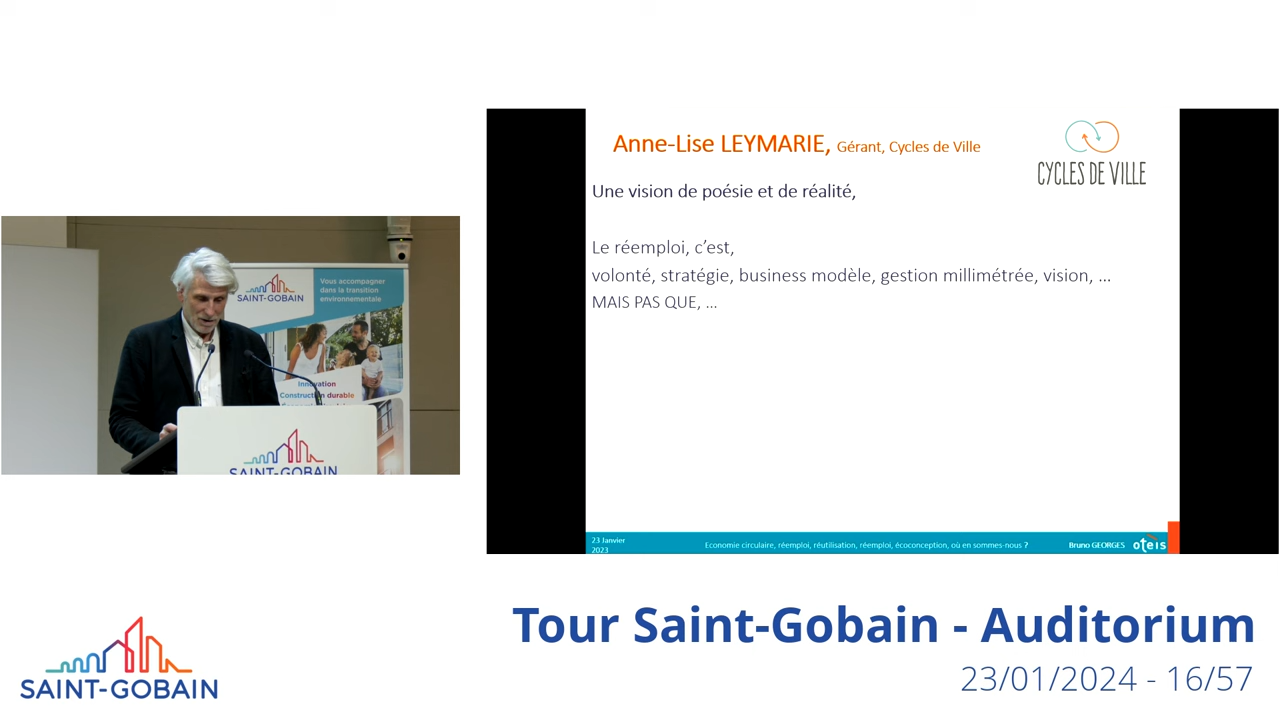 Anne-Lise LEYMARIE, Gérant, Cycles de Ville
CYCLES DE VILLE
Une vision de poésie et de réalité,
Le réemploi, c’est,
volonté, stratégie, business modèle, gestion millimétrée, vision, ...
MAIS PAS QUE, ...
23 Janvier
2023
Economie circulaire, réemploi, réutilisation, réemploi, écoconception, où en sommes-nous ?
Bruno GEORGES
oteis
SAINT-GOBAIN
Vous accompagner
dans la transition
environnementale
Innovation
Construction durable
SAINT-GOBAIN
SAINT-GOBAIN
Tour Saint-Gobain - Auditorium
23/01/2024 - 16/57